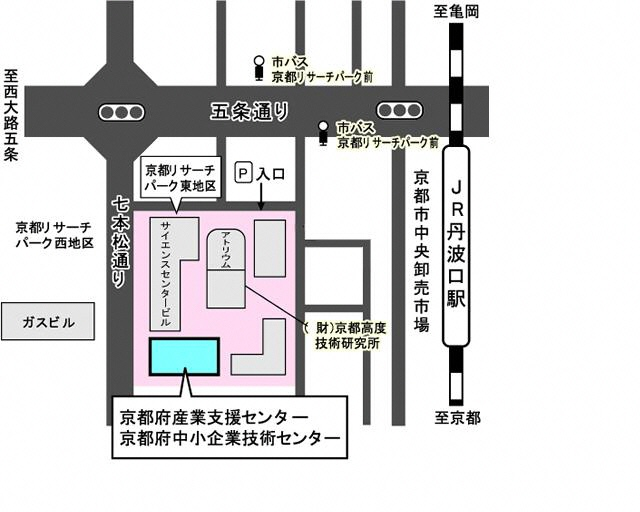 至亀岡
市バス
京都リサーチパーク前
至西大路五条
五条通り
市バス
京都リサーチパーク前
京都リサーチ
パーク東地区
P 入口
七本松通り
京都リサーチ
パーク西地区
サイエンスセンタービル
アトリウム
京都市中央卸売市場
JR丹波口駅
ガスビル
(財)京都高度
技術研究所
京都府産業支援センター
京都府中小企業技術センター
至京都